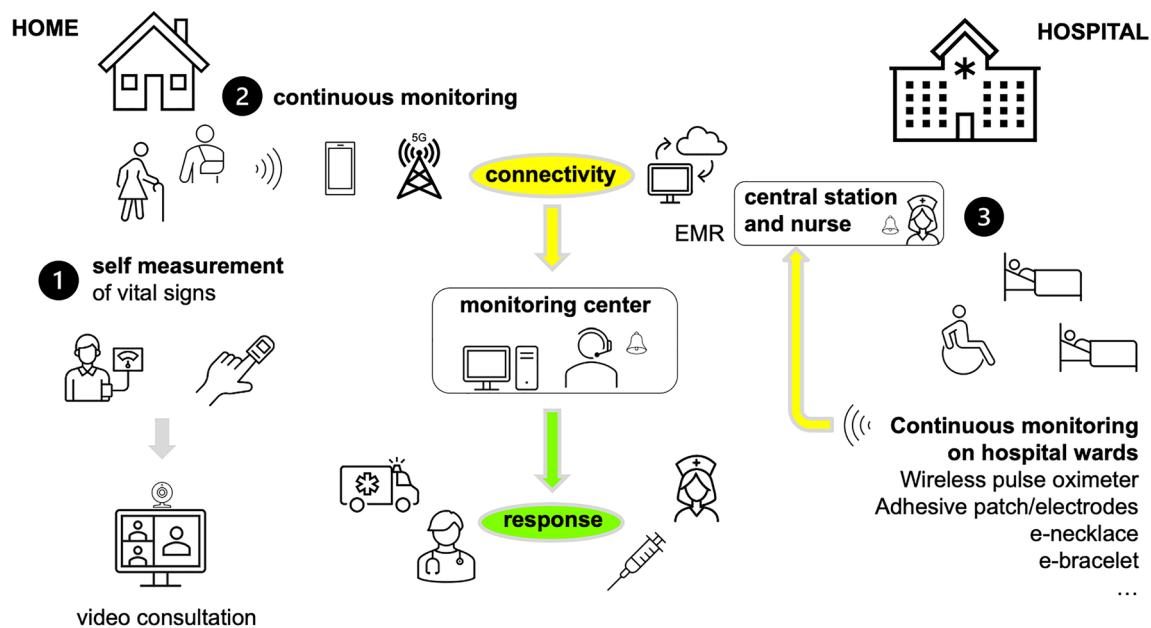 HOME
HOSPITAL
2 continuous monitoring
5G
connectivity
EMR
central station
and nurse
3
1
self measurement
of vital signs
monitoring center
Continuous monitoring
on hospital wards
Wireless pulse oximeter
Adhesive patch/electrodes
e-necklace
e-bracelet
...
response
video consultation